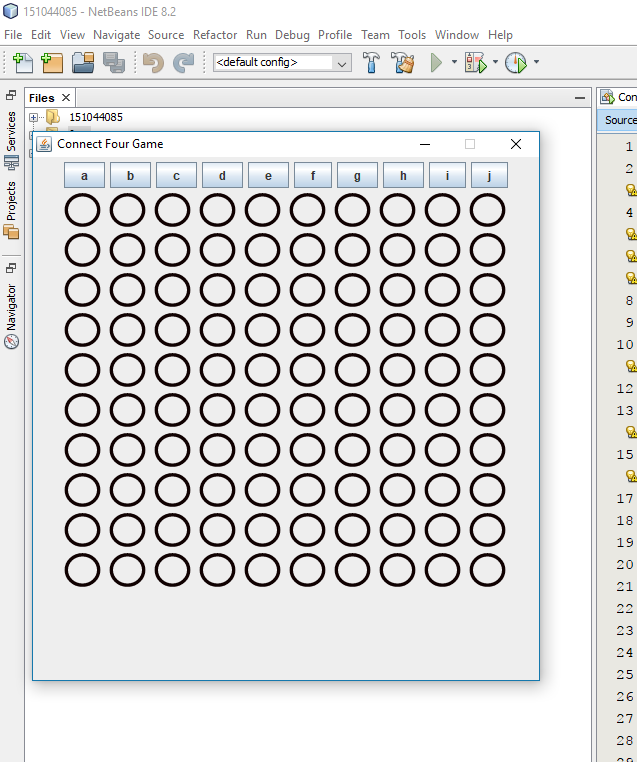 151044085 - NetBeans IDE 8.2
File Edit View Navigate Source Refactor Run Debug Profile Team Tools Window Help
<default config>
Files
Con
151044085
Source
Services
Projects
Navigator
Connect Four Game
a b c d e f g h i j
1
2
4
8
9
10
12
13
15
17
18
19
20
21
22
23
24
25
26
27
28